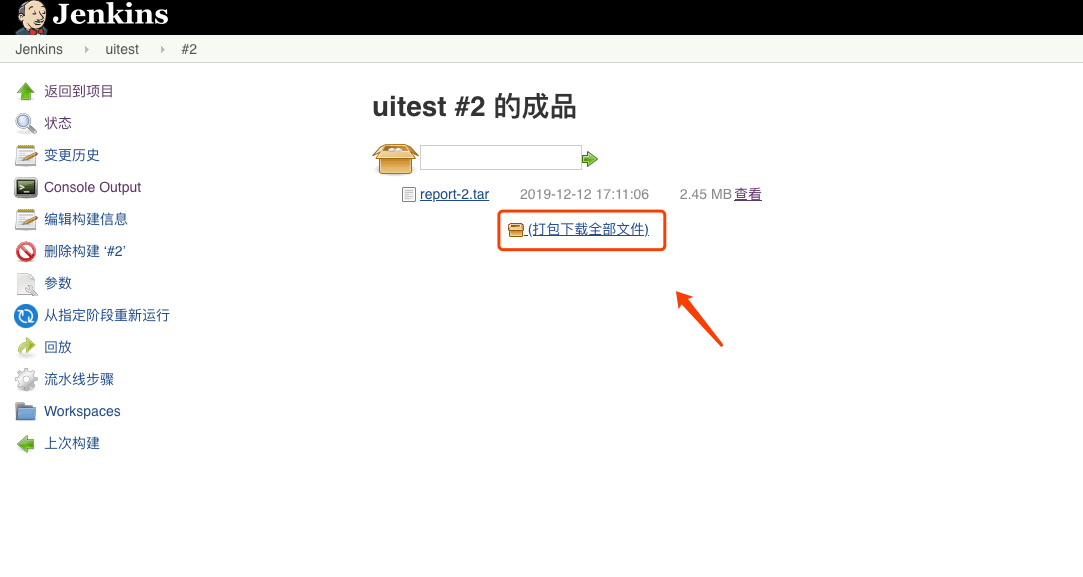 Jenkins
Jenkins uitest #2
返回到项目
状态
变更历史
Console Output
编辑构建信息
删除构建 ‘#2’
参数
从指定阶段重新运行
回放
流水线步骤
Workspaces
上次构建
uitest #2 的成品
report-2.tar 2019-12-12 17:11:06 2.45 MB 查看
(打包下载全部文件)